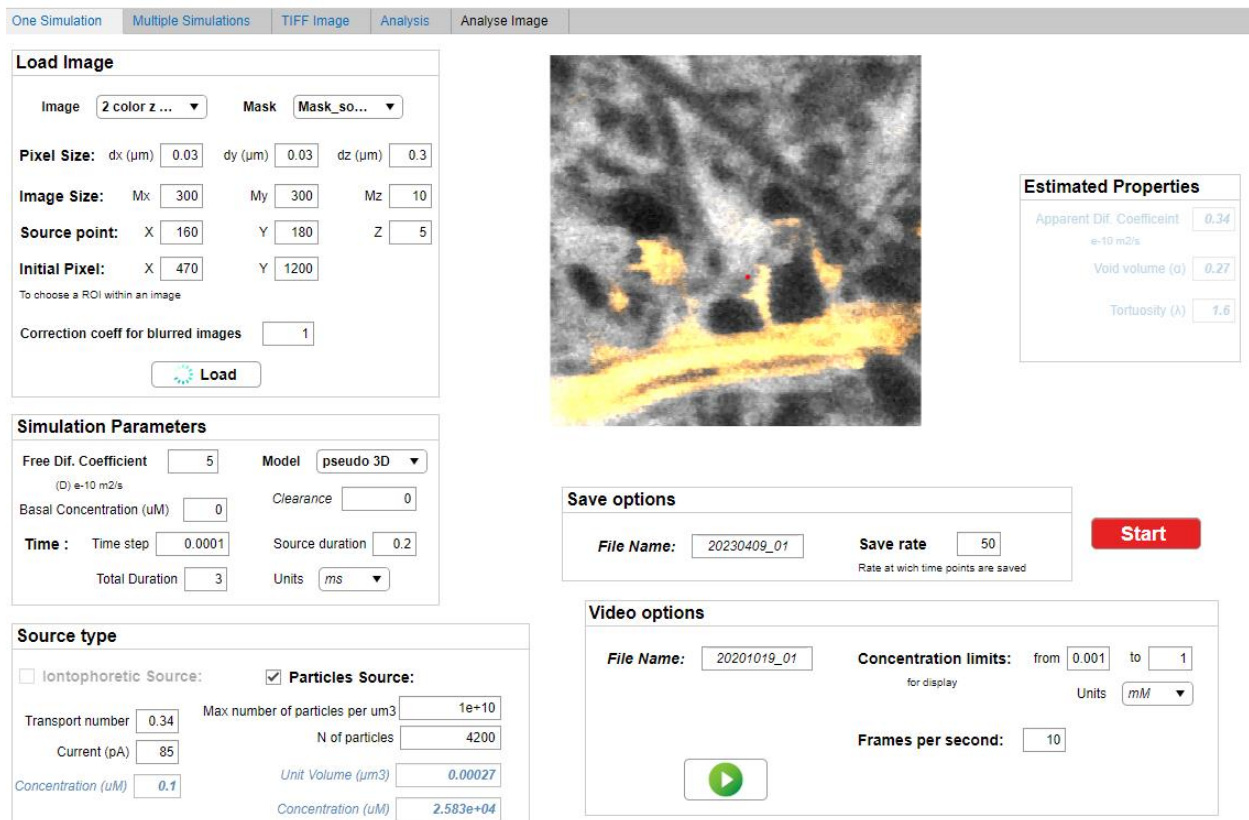 One Simulation Multiple Simulations TIFF Image Analysis Analyse Image
Load Image
Image 2 color z ... Mask Mask_so...
Pixel Size: dx (µm) 0.03 dy (µm) 0.03 dz (µm) 0.3
Image Size: Mx 300 My 300 Mz 10
Source point: X 160 Y 180 Z 5
Initial Pixel: X 470 Y 1200
To choose a ROI within an image
Correction coeff for blurred images 1
Load
Estimated Properties
Apparent Dif. Coefficeint 0.34
e-10 m2/s
Void volume (α) 0.27
Tortuosity (λ) 1.6
Simulation Parameters
Free Dif. Coefficient 5 Model pseudo 3D
(D) e-10 m2/s
Clearance 0
Basal Concentration (uM) 0
Time : Time step 0.0001 Source duration 0.2
Total Duration 3 Units ms
Save options
File Name: 20230409_01 Save rate 50
Rate at wich time points are saved
Start
Source type
Iontophoretic Source: Particles Source:
Max number of particles per um3 1e+10
Transport number 0.34
N of particles 4200
Current (pA) 85
Unit Volume (µm3) 0.00027
Concentration (uM) 0.1
Concentration (uM) 2.583e+04
Video options
File Name: 20201019_01 Concentration limits: from 0.001 to 1
for display
Units mM
Frames per second: 10